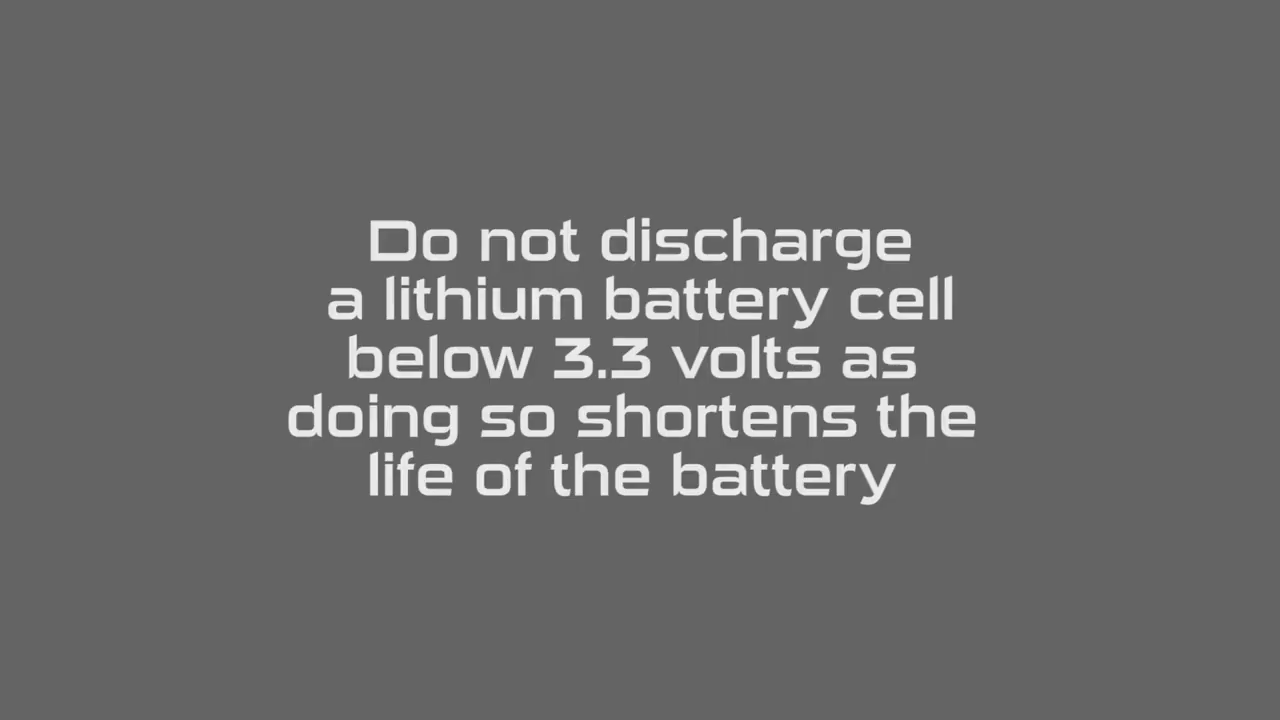 Do not discharge
a lithium battery cell
below 3.3 volts as
doing so shortens the
life of the battery